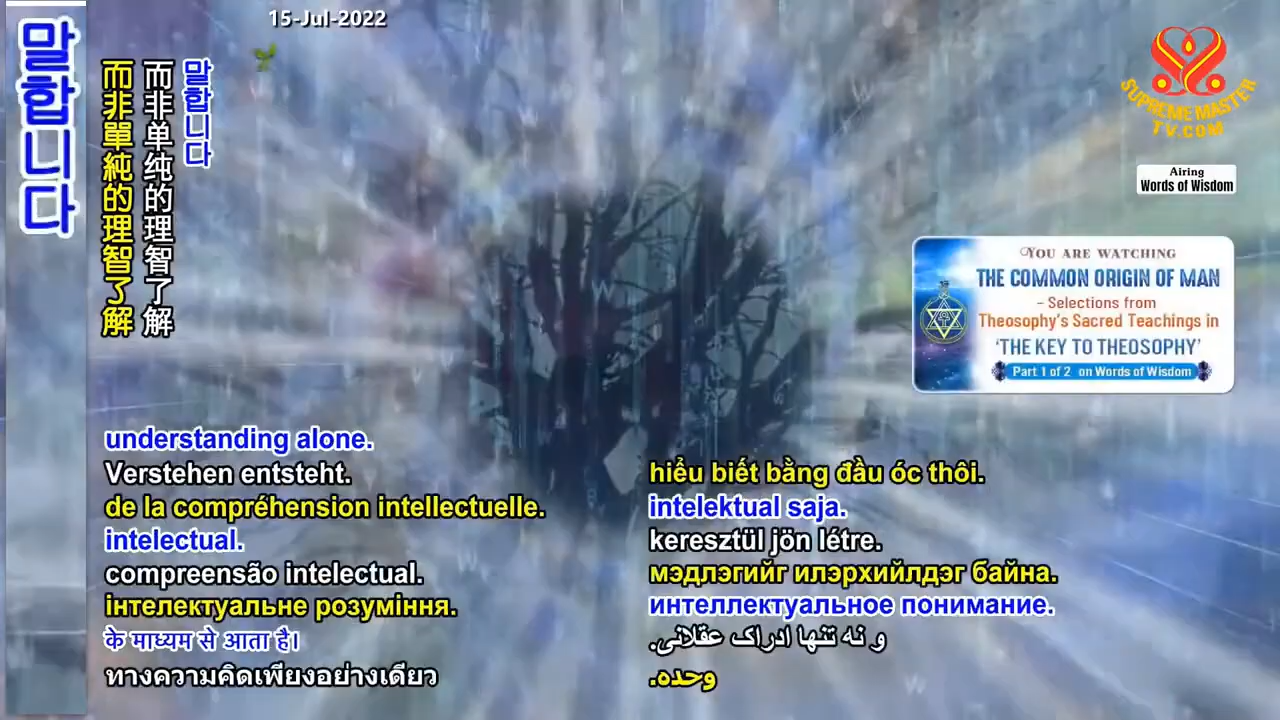 15-Jul-2022
말합니다
말합니다
而非单纯的理智了解
而非單純的理智了解
SUPREME MASTER
TV.COM
Airing
Words of Wisdom
YOU ARE WATCHING
THE COMMON ORIGIN OF MAN
– Selections from
Theosophy's Sacred Teachings in
'THE KEY TO THEOSOPHY'
Part 1 of 2 on Words of Wisdom
understanding alone.
Verstehen entsteht.
de la compréhension intellectuelle.
intelectual.
compreensão intelectual.
інтелектуальне розуміння.
के माध्यम से आता है।
ทางความคิดเพียงอย่างเดียว
hiểu biết bằng đầu óc thôi.
intelektual saja.
keresztül jön létre.
мэдлэгийг илэрхийлдэг байна.
интеллектуальное понимание.
و نه تنها ادراک عقلانی.
وحده.